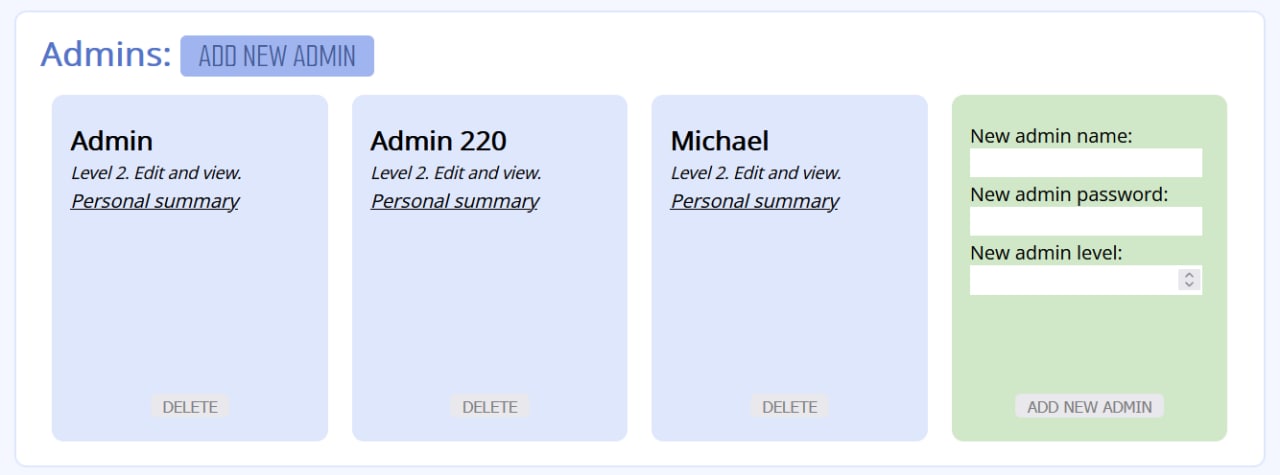 Admins: ADD NEW ADMIN
Admin
Level 2. Edit and view.
Personal summary
DELETE
Admin 220
Level 2. Edit and view.
Personal summary
DELETE
Michael
Level 2. Edit and view.
Personal summary
DELETE
New admin name:
New admin password:
New admin level:
ADD NEW ADMIN